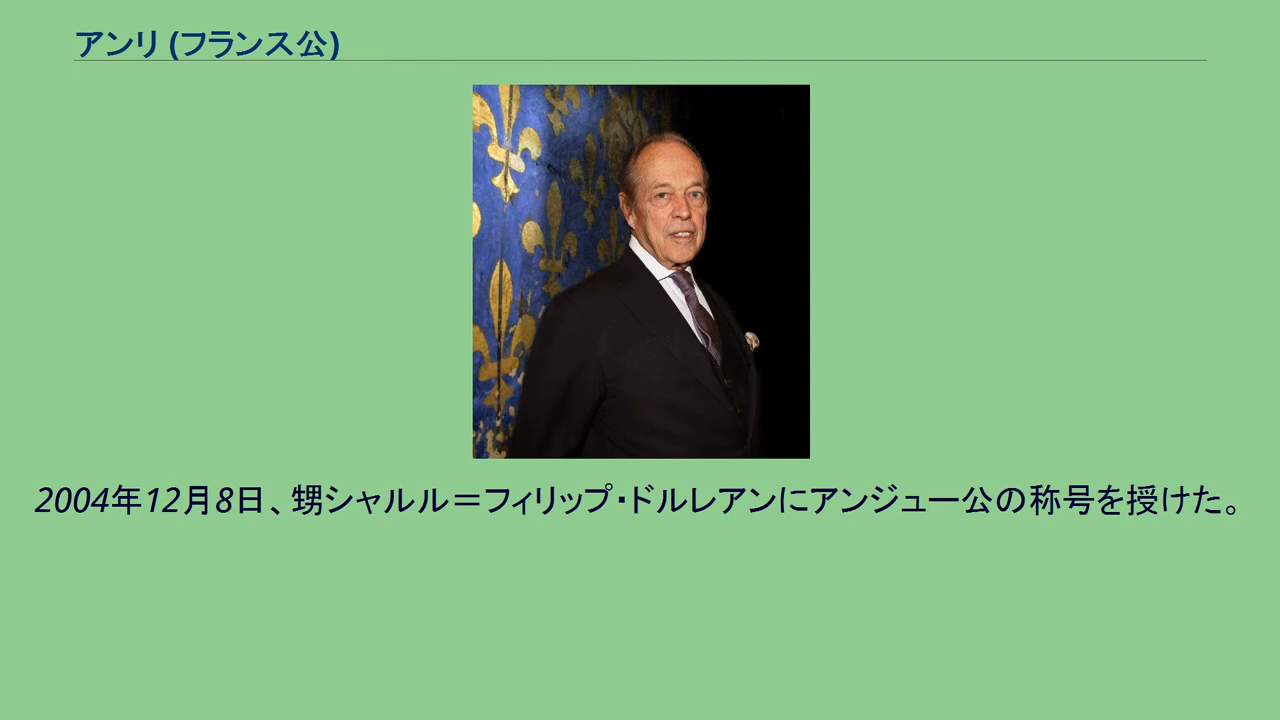 アンリ (フランス公)
2004年12月8日、甥シャルル＝フィリップ・ドルレアンにアンジュー公の称号を授けた。